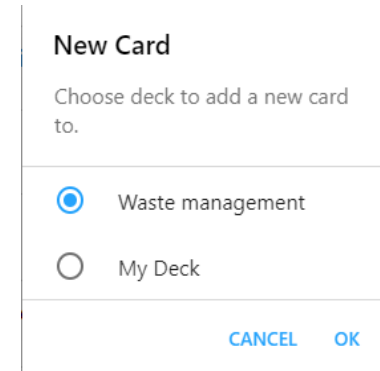 New Card
Choose deck to add a new card
to.
Waste management
My Deck
CANCEL OK